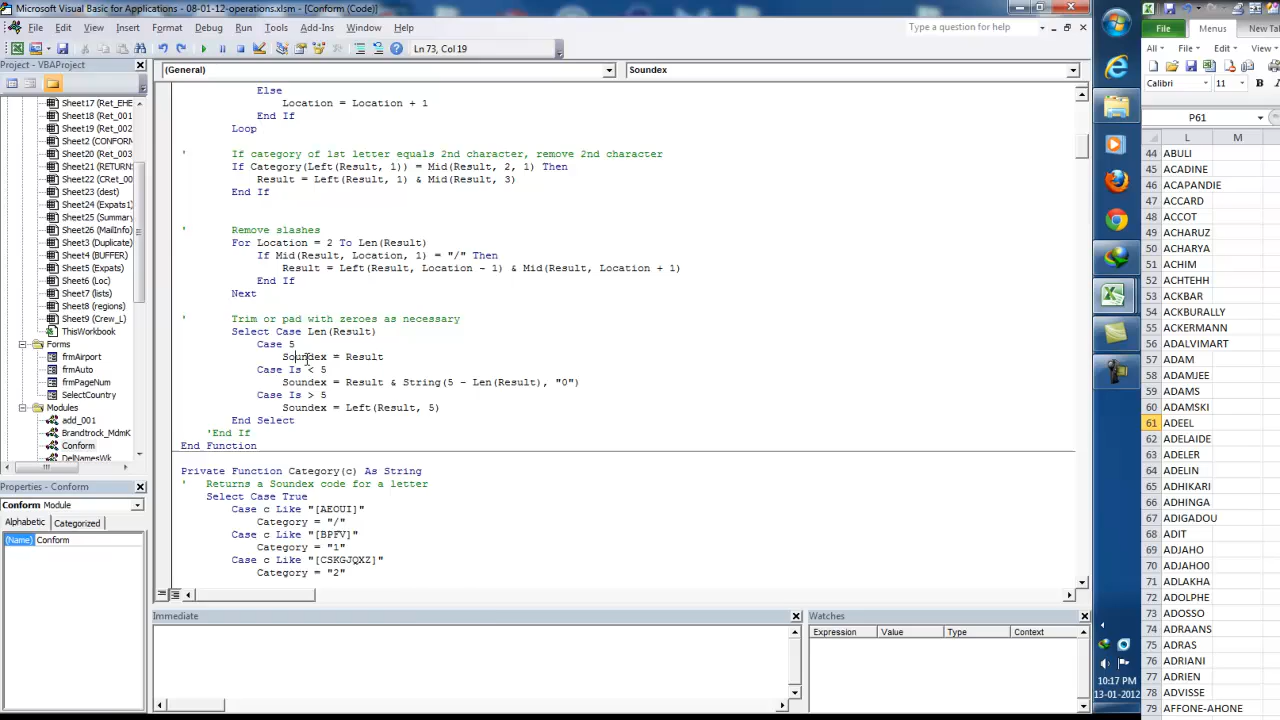 Microsoft Visual Basic for Applications - 08-01-12-operations.xlsm - [Conform (Code)]
File Edit View Insert Format Debug Run Tools Add-Ins Window Help
Type a question for help
Ln 73, Col 19
Project - VBAProject
Sheet17 (Ret_EHE
Sheet18 (Ret_001
Sheet19 (Ret_002
Sheet2 (CONFORM
Sheet20 (Ret_003
Sheet21 (RETURN
Sheet22 (Ret_00
Sheet23 (dest)
Sheet24 (Expats1)
Sheet25 (Summary
Sheet26 (MailInfo)
Sheet3 (Duplicate)
Sheet4 (BUFFER)
Sheet5 (Expats)
Sheet6 (Loc)
Sheet7 (lists)
Sheet8 (regions)
Sheet9 (Crew_L)
ThisWorkbook
Forms
frmAirport
frmAuto
frmPageNum
SelectCountry
Modules
add_001
Brandtrock_MdmK
Conform
DelNamesWk
Properties - Conform
Conform Module
Alphabetic Categorized
(Name) Conform
(General)
Soundex
Else
Location = Location + 1
End If
Loop
' If category of 1st letter equals 2nd character, remove 2nd character
If Category(Left(Result, 1)) = Mid(Result, 2, 1) Then
Result = Left(Result, 1) & Mid(Result, 3)
End If
' Remove slashes
For Location = 2 To Len(Result)
If Mid(Result, Location, 1) = "/" Then
Result = Left(Result, Location - 1) & Mid(Result, Location + 1)
End If
Next
' Trim or pad with zeroes as necessary
Select Case Len(Result)
Case 5
Soundex = Result
Case Is < 5
Soundex = Result & String(5 - Len(Result), "0")
Case Is > 5
Soundex = Left(Result, 5)
End Select
'End If
End Function
Private Function Category(c) As String
' Returns a Soundex code for a letter
Select Case True
Case c Like "[AEOUI]"
Category = "/"
Case c Like "[BPFV]"
Category = "1"
Case c Like "[CSKGJQXZ]"
Category = "2"
Immediate
Watches
Expression Value Type Context
10:17 PM
13-01-2012
File Menus New Tab
All File Edit View
Calibri 11 B
P61
L M
44 ABULI
45 ACADINE
46 ACAPANDIE
47 ACCARD
48 ACCOT
49 ACHARUZ
50 ACHARYA
51 ACHIM
52 ACHTEHH
53 ACKBAR
54 ACKBURALLY
55 ACKERMANN
56 ADALVIMART
57 ADAM
58 ADAMJEE
59 ADAMS
60 ADAMSKI
61 ADEEL
62 ADELAIDE
63 ADELER
64 ADELIN
65 ADHIKARI
66 ADHINGA
67 ADIGADOU
68 ADIT
69 ADJAHO
70 ADJAHO0
71 ADLAKHA
72 ADOLPHE
73 ADOSSO
74 ADRAANS
75 ADRAS
76 ADRIANI
77 ADRIEN
78 ADVISSE
79 AFFONE-AHONE